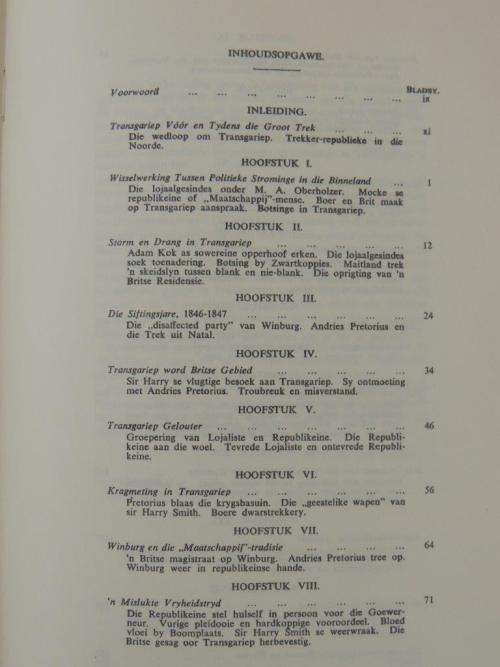 INHOUDSOPGAWE.
BLADSY.
Voorwoord ... ... ... ... ... ... ... ix
INLEIDING.
Transgariep Vóór en Tydens die Groot Trek ... ... ... xi
Die wedloop om Transgariep. Trekker-republieke in die
Noorde.
HOOFSTUK I.
Wisselwerking Tussen Politieke Strominge in die Binneland ... 1
Die lojaalgesindes onder M. A. Oberholzer. Mocke se
republikeine of „Maatschappij"-mense. Boer en Brit maak
op Transgariep aanspraak. Botsinge in Transgariep.
HOOFSTUK II.
Storm en Drang in Transgariep ... ... ... ... ... 12
Adam Kok as sowereine opperhoof erken. Die lojaalgesindes
soek toenadering. Botsing by Zwartkoppies. Maitland trek
'n skeidslyn tussen blank en nie-blank. Die oprigting van 'n
Britse Residensie.
HOOFSTUK III.
Die Siftingsjare, 1846-1847 ... ... ... ... ... 24
Die „disaffected party" van Winburg. Andries Pretorius en
die Trek uit Natal.
HOOFSTUK IV.
Transgariep word Britse Gebied ... ... ... ... ... 34
Sir Harry se vlugtige besoek aan Transgariep. Sy ontmoeting
met Andries Pretorius. Troubreuk en misverstand.
HOOFSTUK V.
Transgariep Gelouter ... ... ... ... ... ... ... 46
Groepering van Lojaliste en Republikeine. Die Republi-
keine aan die woel. Tevrede Lojaliste en ontevrede Republi-
keine.
HOOFSTUK VI.
Kragmeting in Transgariep ... ... ... ... ... ... 56
Pretorius blaas die krygabasuin. Die „geestelike wapen" van
sir Harry Smith. Boere dwarstrekkery.
HOOFSTUK VII.
Winburg en die „Maatschappij"-tradisie ... ... ... ... 64
'n Britse magistraat op Winburg. Andries Pretorius tree op.
Winburg weer in republikeinse hande.
HOOFSTUK VIII.
'n Mislukte Vryheidstryd ... ... ... ... ... ... 71
Die Republikeine stel hulself in persoon voor die Goewer-
neur. Vurige pleidooie en hardkoppige vooroordeel. Bloed
vloei by Boomplaats. Sir Harry Smith se weerwraak. Die
Britse gesag oor Transgariep herbevestig.